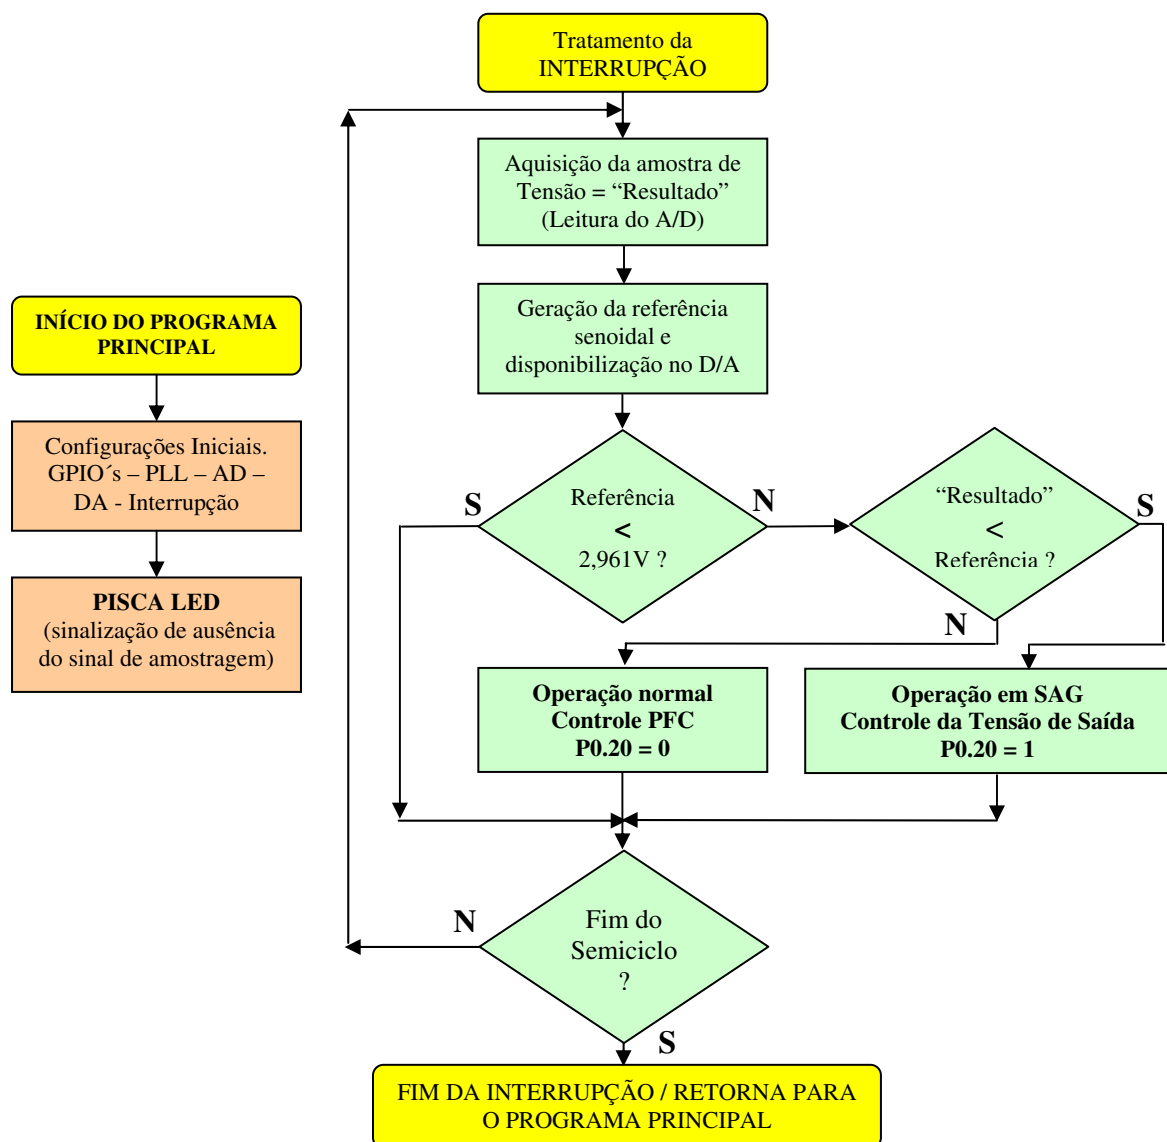 Tratamento da
INTERRUPÇÃO
Aquisição da amostra de
Tensão = “Resultado”
(Leitura do A/D)
Geração da referência
senoidal e
disponibilização no D/A
INÍCIO DO PROGRAMA
PRINCIPAL
Configurações Iniciais.
GPIO´s – PLL – AD –
DA - Interrupção
PISCA LED
(sinalização de ausência
do sinal de amostragem)
S
Referência
<
2,961V ?
N
“Resultado”
<
Referência ?
S
N
Operação normal
Controle PFC
P0.20 = 0
Operação em SAG
Controle da Tensão de Saída
P0.20 = 1
N
Fim do
Semiciclo
?
S
FIM DA INTERRUPÇÃO / RETORNA PARA
O PROGRAMA PRINCIPAL